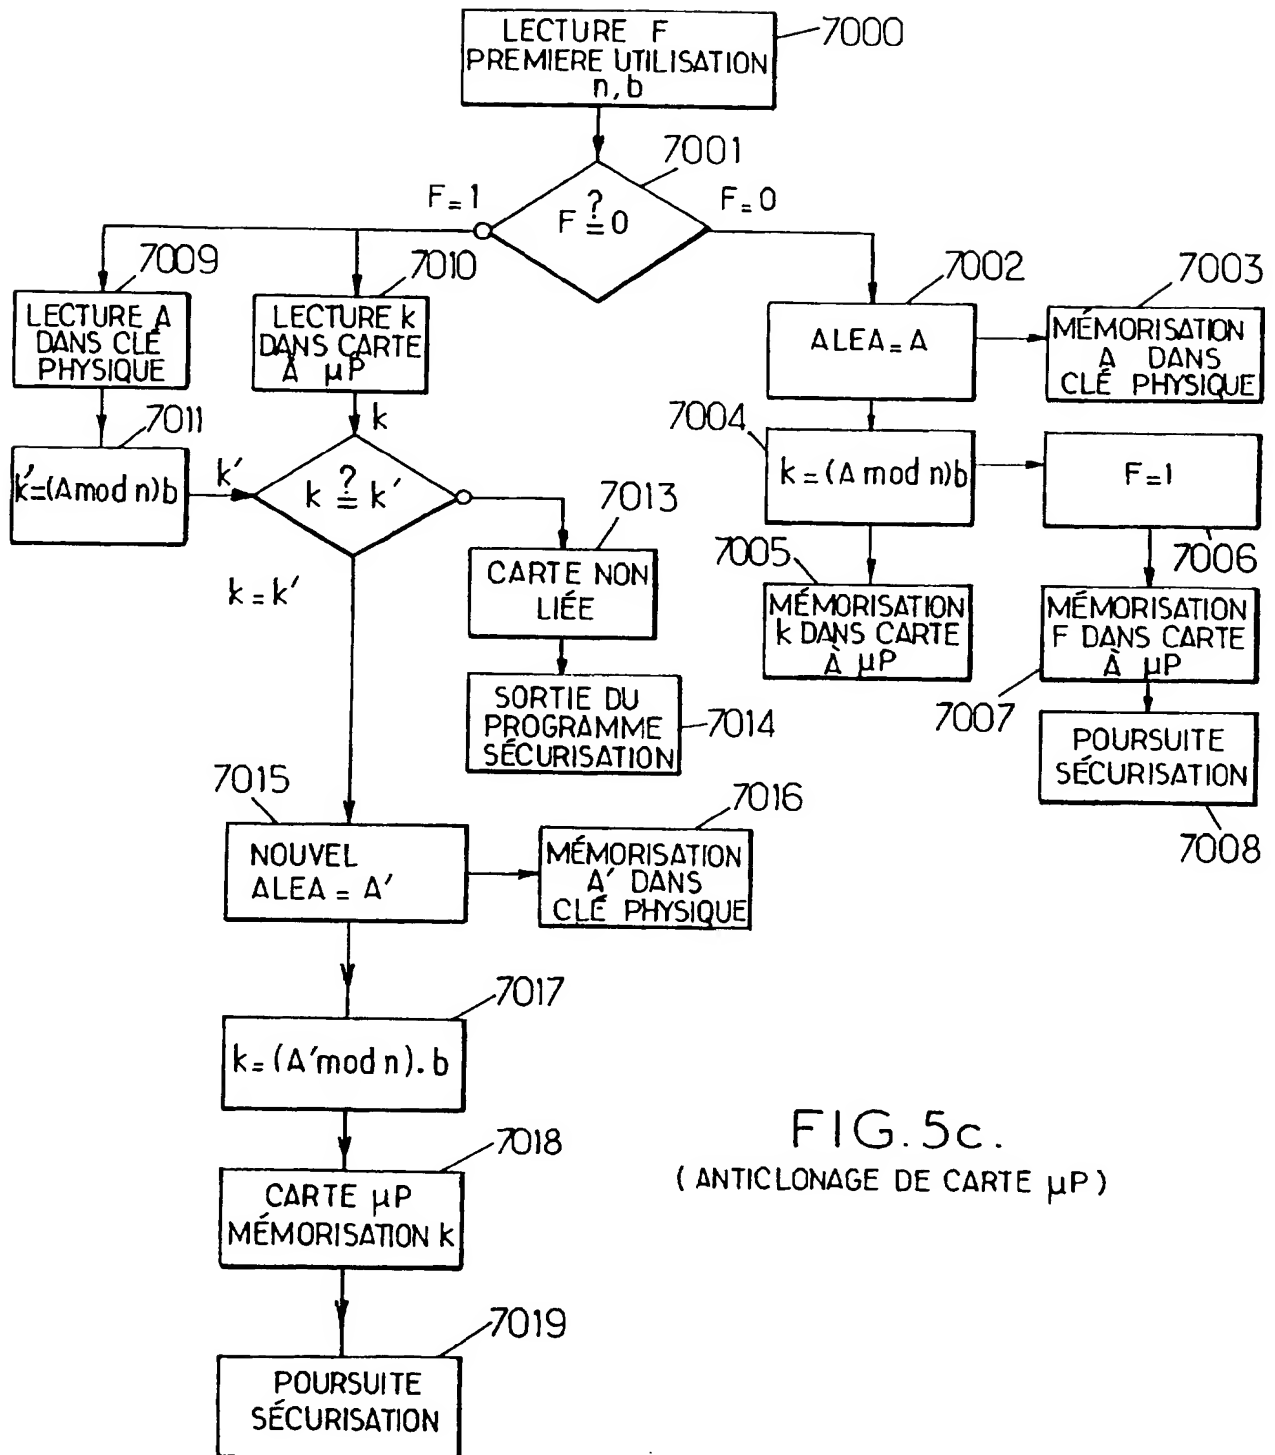 LECTURE F
PREMIERE UTILISATION
n, b
7000
7001
F = 1
F ≟ 0
F = 0
7009
LECTURE A
DANS CLÉ
PHYSIQUE
7010
LECTURE k
DANS CARTE
À μP
7002
ALEA = A
7003
MÉMORISATION
A DANS
CLÉ PHYSIQUE
7011
k' = (A mod n) b
k'
k
k ≟ k'
7004
k = (A mod n) b
F = 1
7006
7013
CARTE NON
LIÉE
k = k'
7005
MÉMORISATION
k DANS CARTE
À μP
MÉMORISATION
F DANS CARTE
À μP
7007
SORTIE DU
PROGRAMME
SÉCURISATION
7014
POURSUITE
SÉCURISATION
7008
7015
NOUVEL
ALEA = A'
7016
MÉMORISATION
A' DANS
CLÉ PHYSIQUE
7017
k = (A' mod n) . b
7018
CARTE μP
MÉMORISATION k
7019
POURSUITE
SÉCURISATION
FIG. 5c.
( ANTICLONAGE DE CARTE μP )